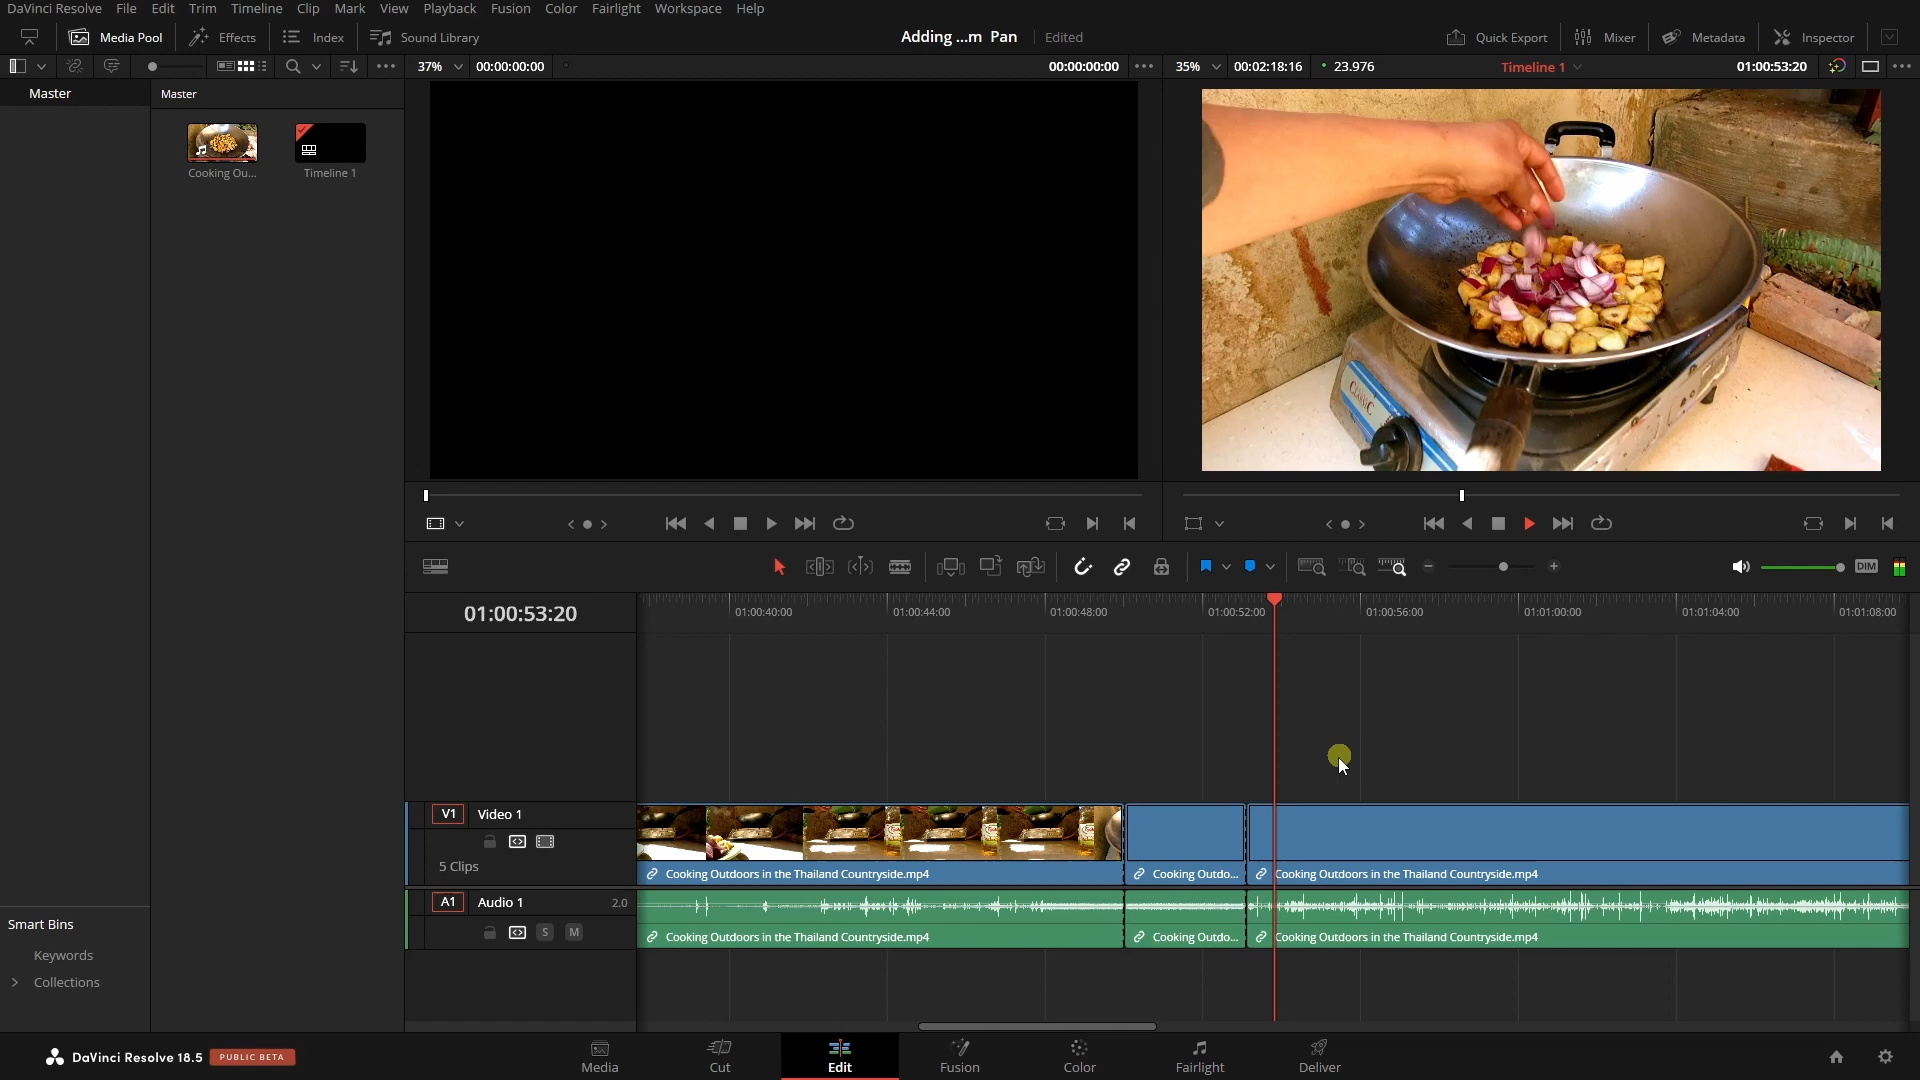 DaVinci Resolve File Edit Trim Timeline Clip Mark View Playback Fusion Color Fairlight Workspace Help
Media Pool Effects Index Sound Library Adding ...m Pan Edited Quick Export Mixer Metadata Inspector
37% 00:00:00:00 00:00:00:00 35% 00:02:18:16 23.976 Timeline 1 01:00:53:20
Master
Master
Cooking Ou...
Timeline 1
CLASSIC
DIM
01:00:53:20
01:00:40:00 01:00:44:00 01:00:48:00 01:00:52:00 01:00:56:00 01:01:00:00 01:01:04:00 01:01:08:00
V1 Video 1
5 Clips
Cooking Outdoors in the Thailand Countryside.mp4 Cooking Outdo... Cooking Outdoors in the Thailand Countryside.mp4
A1 Audio 1 2.0
S M
Cooking Outdoors in the Thailand Countryside.mp4 Cooking Outdo... Cooking Outdoors in the Thailand Countryside.mp4
Smart Bins
Keywords
Collections
DaVinci Resolve 18.5 PUBLIC BETA
Media Cut Edit Fusion Color Fairlight Deliver